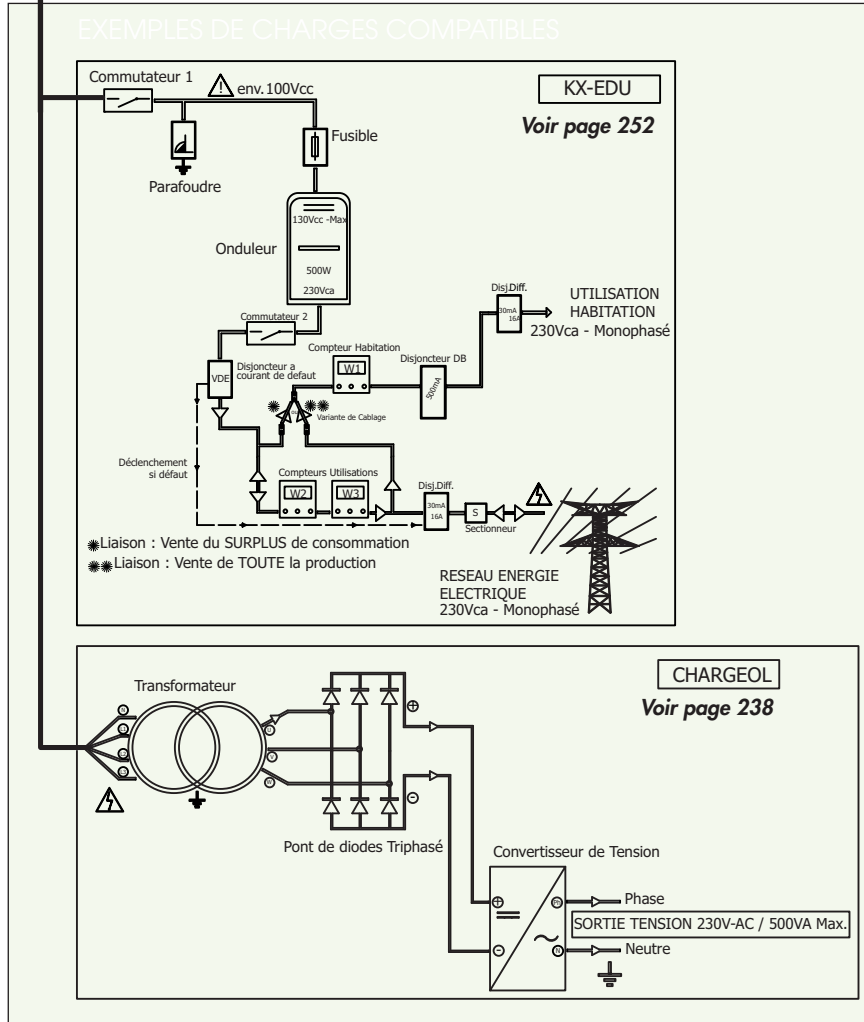 EXEMPLES DE CHARGES COMPATIBLES
Commutateur 1
env.100Vcc
KX-EDU
Voir page 252
Fusible
Parafoudre
130Vcc -Max
Onduleur
500W
230Vca
Commutateur 2
Disj.Diff.
30mA
16A
UTILISATION
HABITATION
230Vca - Monophasé
Compteur Habitation
W1
Disjoncteur DB
500mA
VDE
Disjoncteur a
courant de defaut
Variante de Cablage
Déclenchement
si défaut
Compteurs Utilisations
W2
W3
Disj.Diff.
30mA
16A
S
Sectionneur
Liaison : Vente du SURPLUS de consommation
Liaison : Vente de TOUTE la production
RESEAU ENERGIE
ELECTRIQUE
230Vca - Monophasé
CHARGEOL
Voir page 238
Transformateur
N
L1
L2
L3
U
V
W
Pont de diodes Triphasé
Convertisseur de Tension
Ph
Phase
SORTIE TENSION 230V-AC / 500VA Max.
N
Neutre